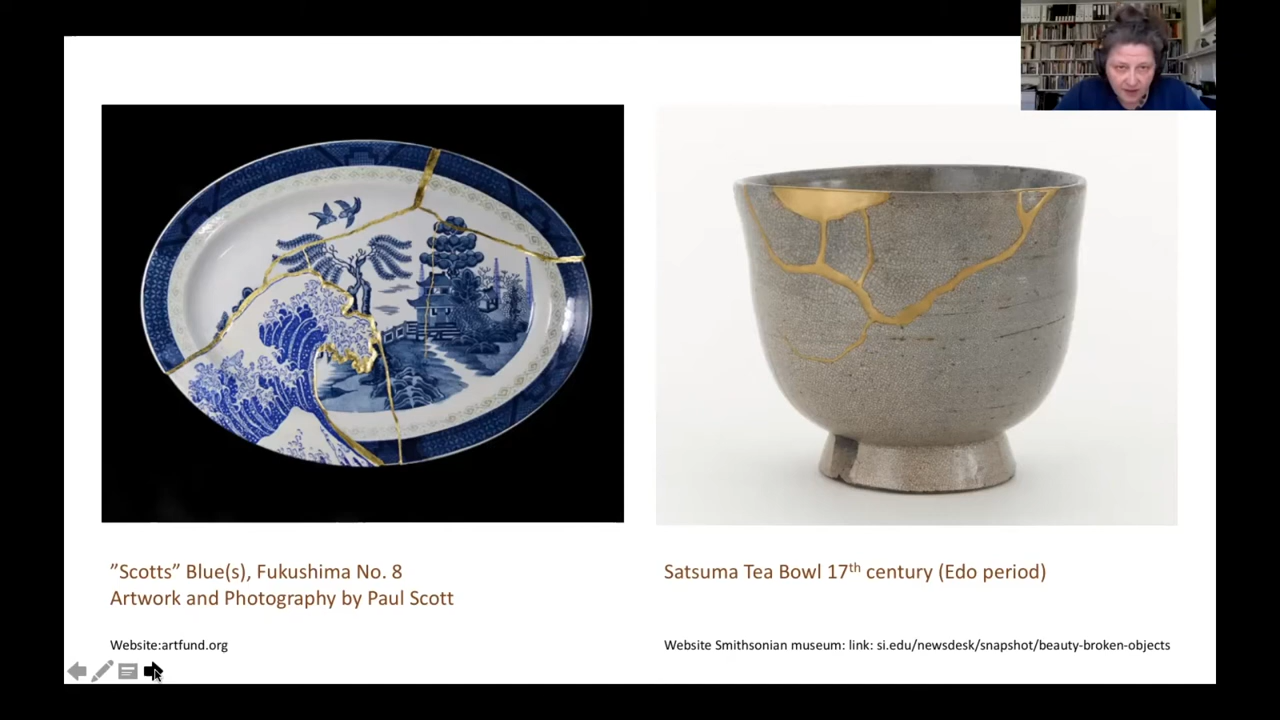 ”Scotts” Blue(s), Fukushima No. 8
Artwork and Photography by Paul Scott
Website:artfund.org
Satsuma Tea Bowl 17th century (Edo period)
Website Smithsonian museum: link: si.edu/newsdesk/snapshot/beauty-broken-objects